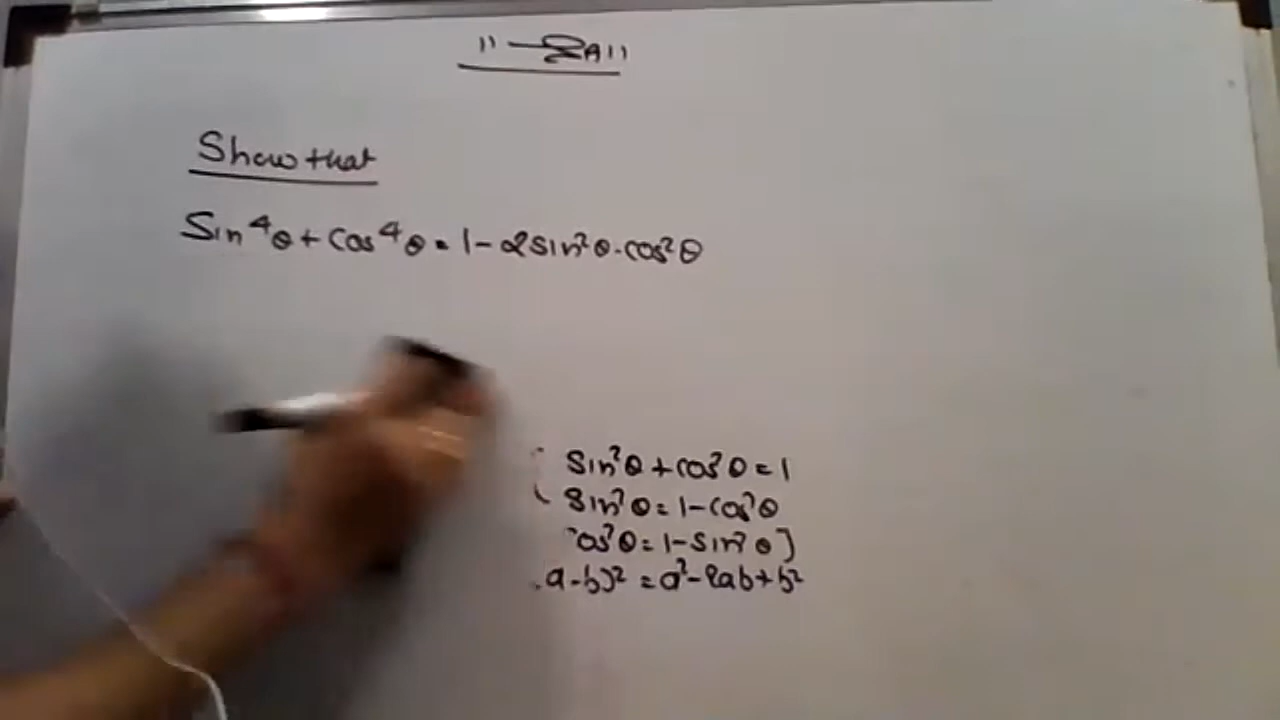 Show that
Sin⁴θ + Cos⁴θ = 1 - 2Sin²θ.cos²θ
Sin²θ + cos²θ = 1
Sin²θ = 1 - Cos²θ
cos²θ = 1 - Sin²θ]
a - b)² = a² - 2ab + b²